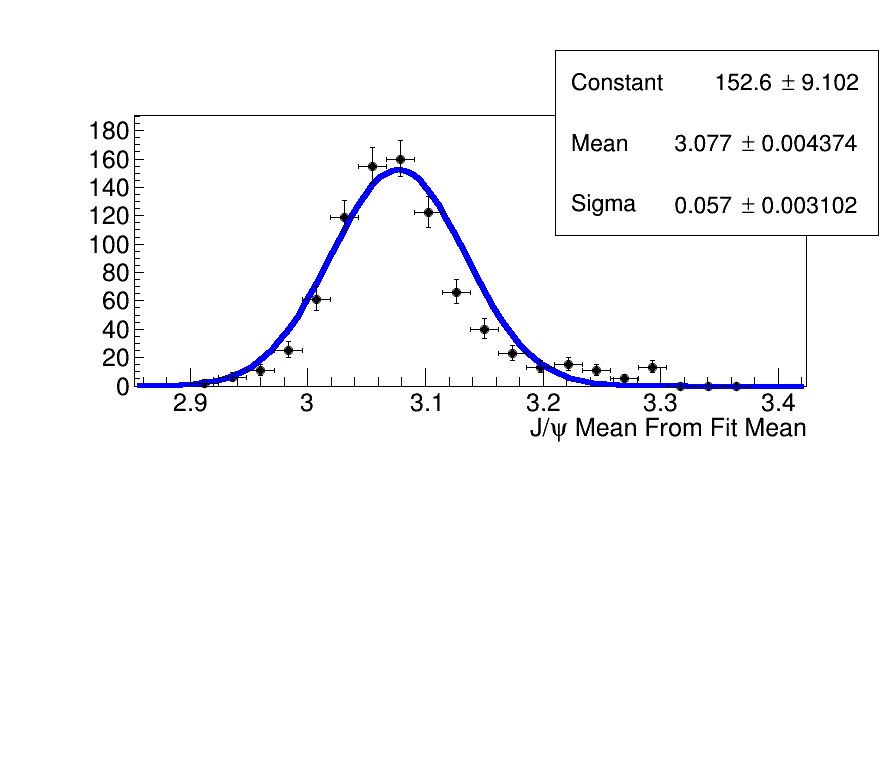 Constant 152.6 ± 9.102
Mean 3.077 ± 0.004374
Sigma 0.057 ± 0.003102
180
160
140
120
100
80
60
40
20
0
2.9 3 3.1 3.2 3.3 3.4
J/ψ Mean From Fit Mean